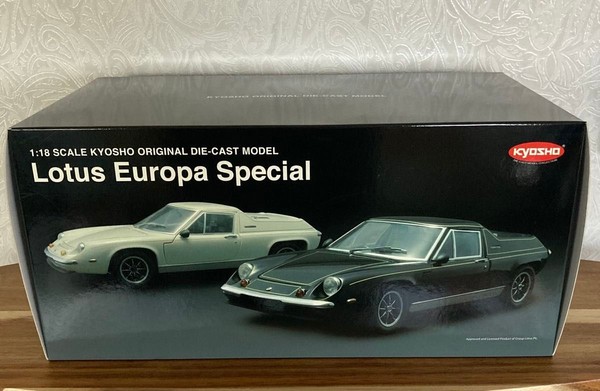 KYOSHO ORIGINAL DIE-CAST MODEL
1:18 SCALE KYOSHO ORIGINAL DIE-CAST MODEL
Lotus Europa Special
KYOSHO